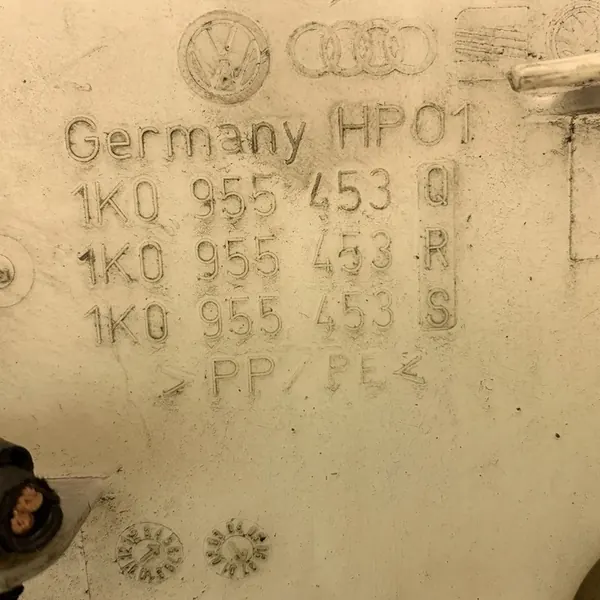 Germany HP01
1K0 955 453 Q
1K0 955 453 R
1K0 955 453 S
>PP/PE<